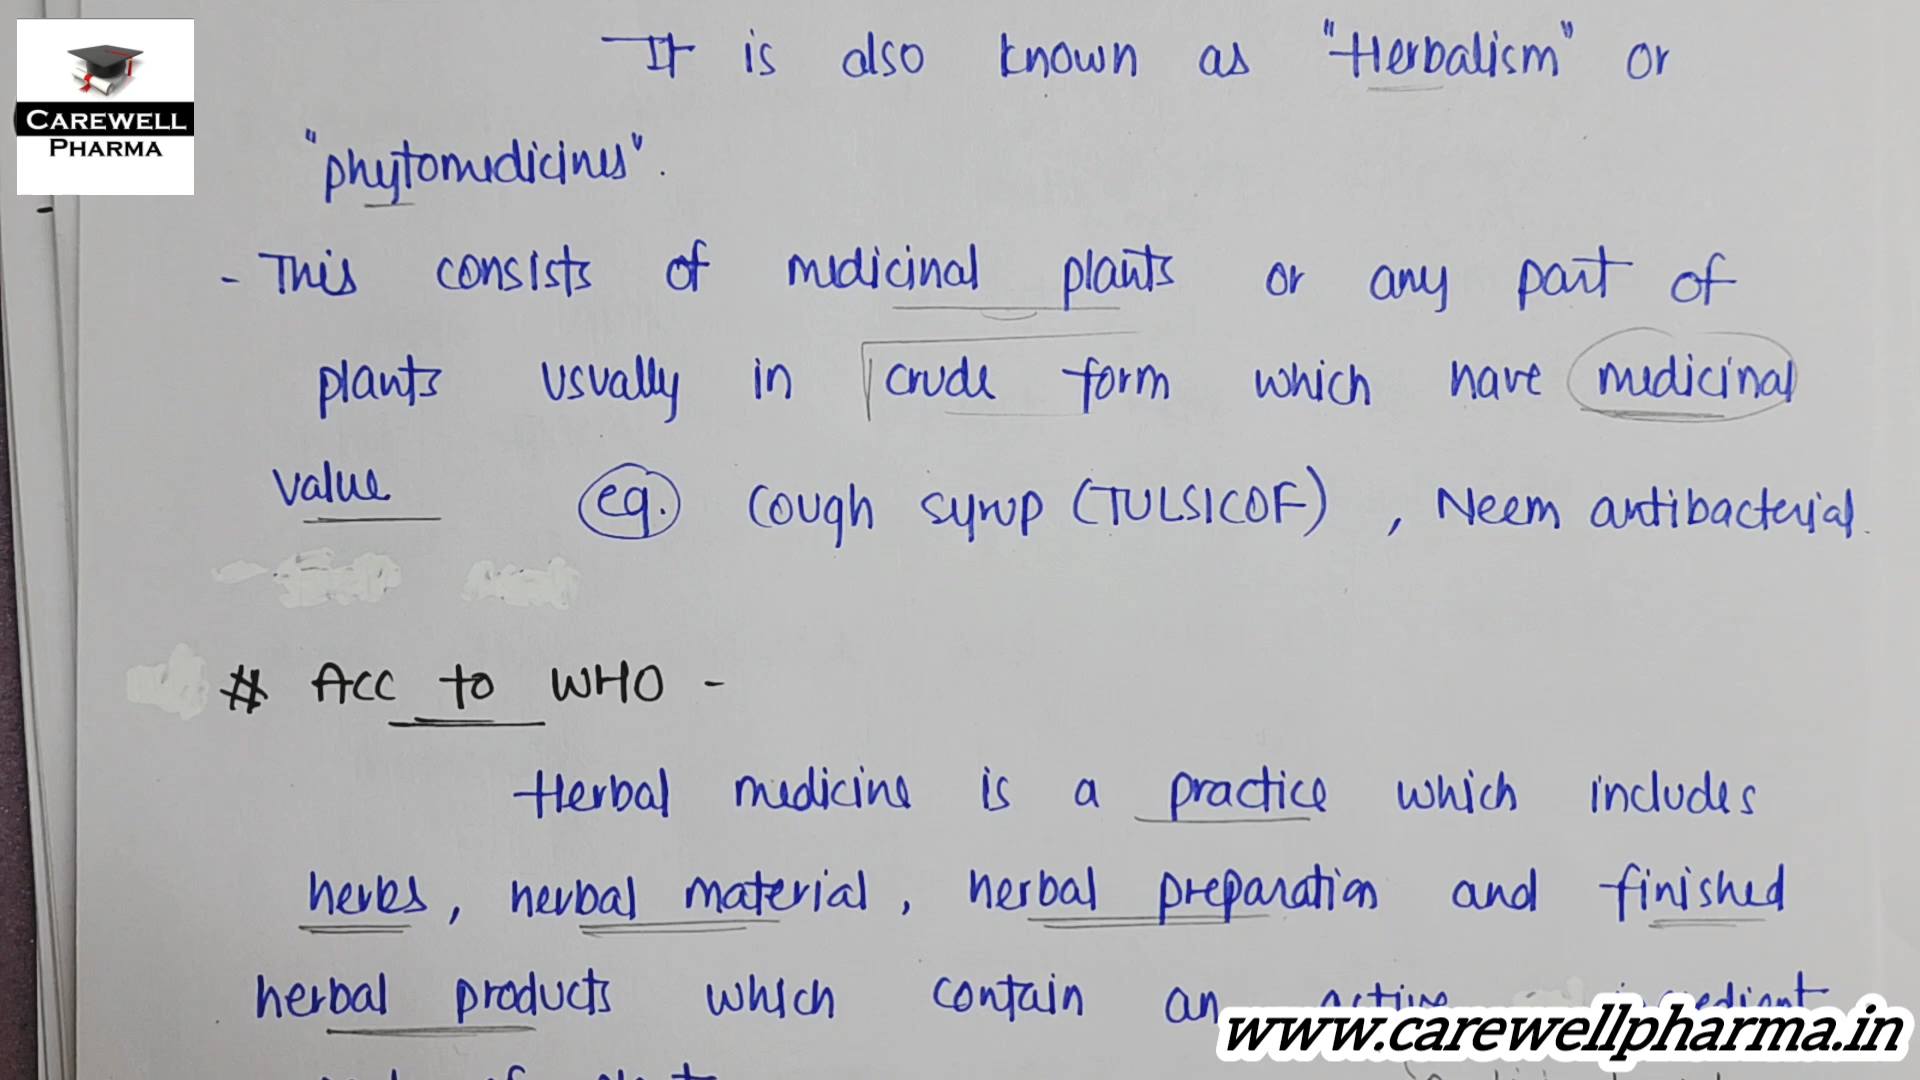 It is also known as "Herbalism" or
CAREWELL
PHARMA
"phytomedicines".
- This consists of medicinal plants or any part of
plants usually in crude form which have medicinal
value eg. Cough syrup (TULSICOF), Neem antibacterial.
# Acc to WHO -
Herbal medicine is a practice which includes
herbs, herbal material, herbal preparation and finished
herbal products which contain an active ingredient
www.carewellpharma.in